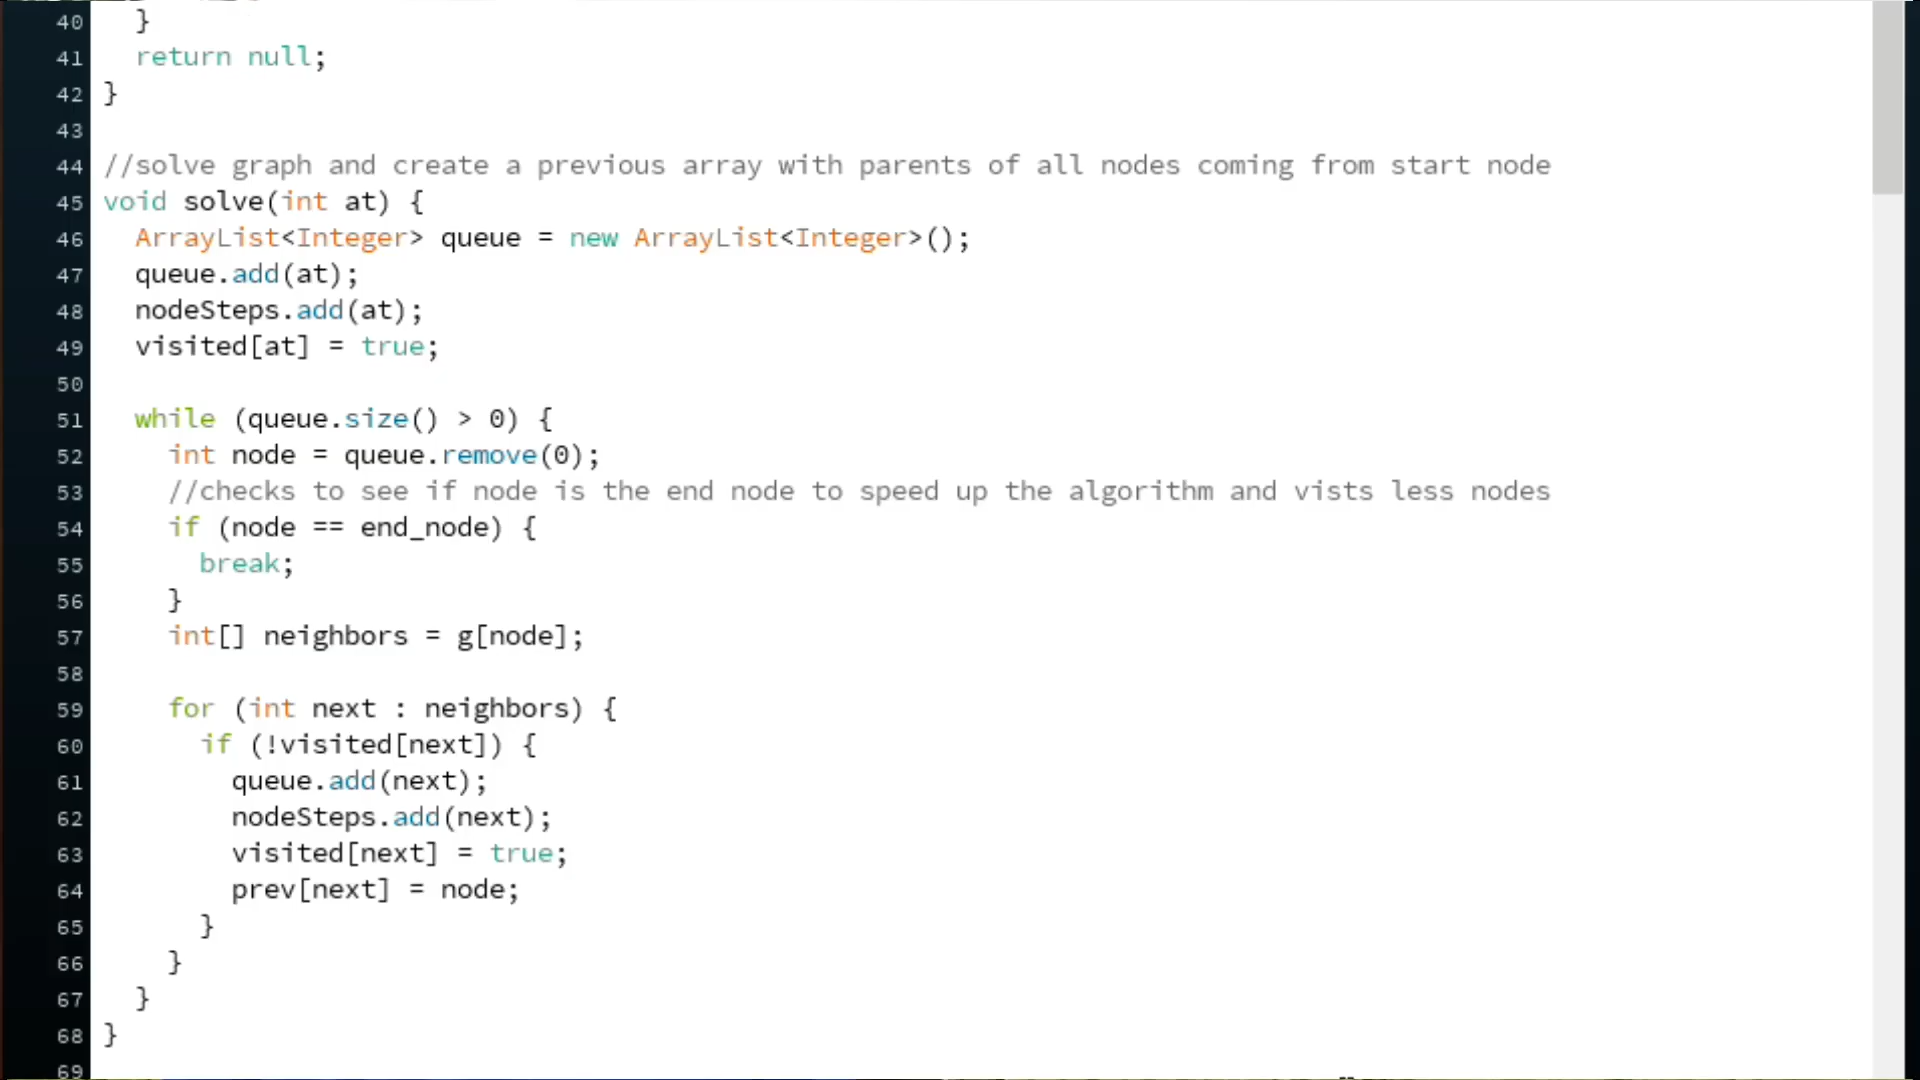 40 }
41 return null;
42 }
43
44 //solve graph and create a previous array with parents of all nodes coming from start node
45 void solve(int at) {
46 ArrayList<Integer> queue = new ArrayList<Integer>();
47 queue.add(at);
48 nodeSteps.add(at);
49 visited[at] = true;
50
51 while (queue.size() > 0) {
52 int node = queue.remove(0);
53 //checks to see if node is the end node to speed up the algorithm and vists less nodes
54 if (node == end_node) {
55 break;
56 }
57 int[] neighbors = g[node];
58
59 for (int next : neighbors) {
60 if (!visited[next]) {
61 queue.add(next);
62 nodeSteps.add(next);
63 visited[next] = true;
64 prev[next] = node;
65 }
66 }
67 }
68 }
69